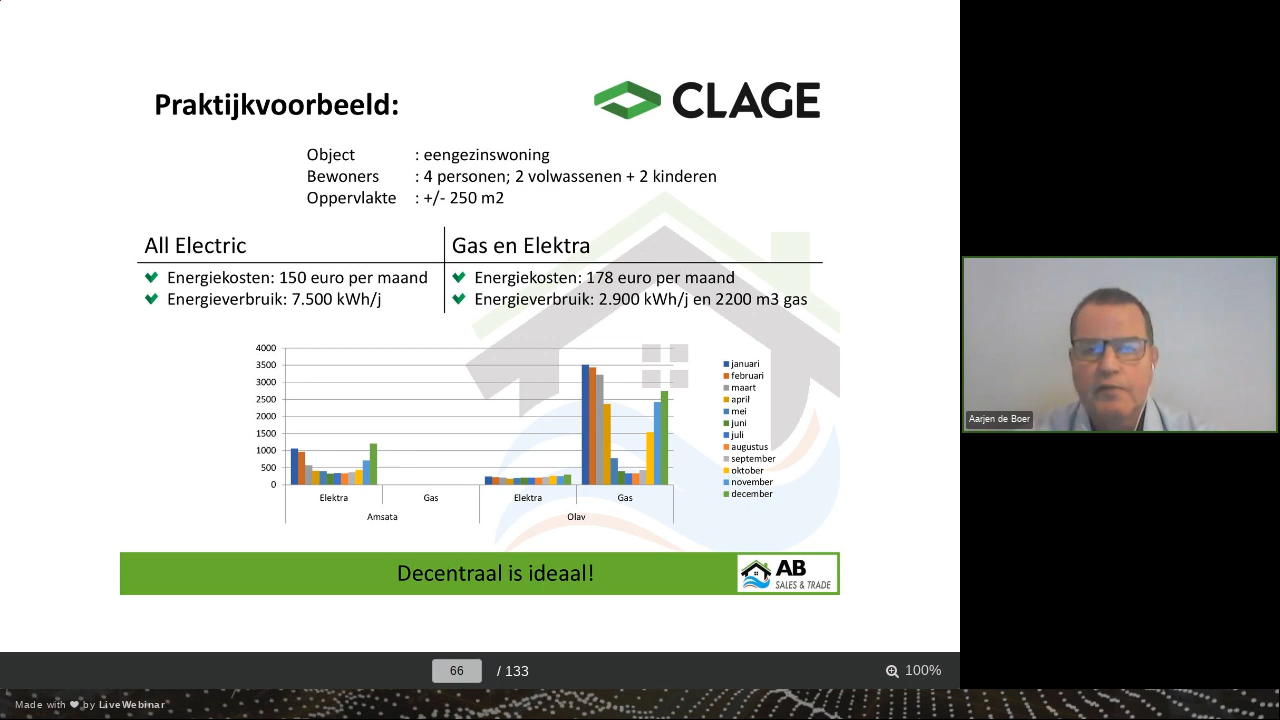 Praktijkvoorbeeld:
CLAGE
Object : eengezinswoning
Bewoners : 4 personen; 2 volwassenen + 2 kinderen
Oppervlakte : +/- 250 m2
All Electric
Gas en Elektra
Energiekosten: 150 euro per maand
Energieverbruik: 7.500 kWh/j
Energiekosten: 178 euro per maand
Energieverbruik: 2.900 kWh/j en 2200 m3 gas
4000
3500
3000
2500
2000
1500
1000
500
0
Elektra
Gas
Elektra
Gas
Amsata
Olav
januari
februari
maart
april
mei
juni
juli
augustus
september
oktober
november
december
Decentraal is ideaal!
AB
SALES & TRADE
Aarjen de Boer
66 / 133
100%
Made with ❤ by LiveWebinar